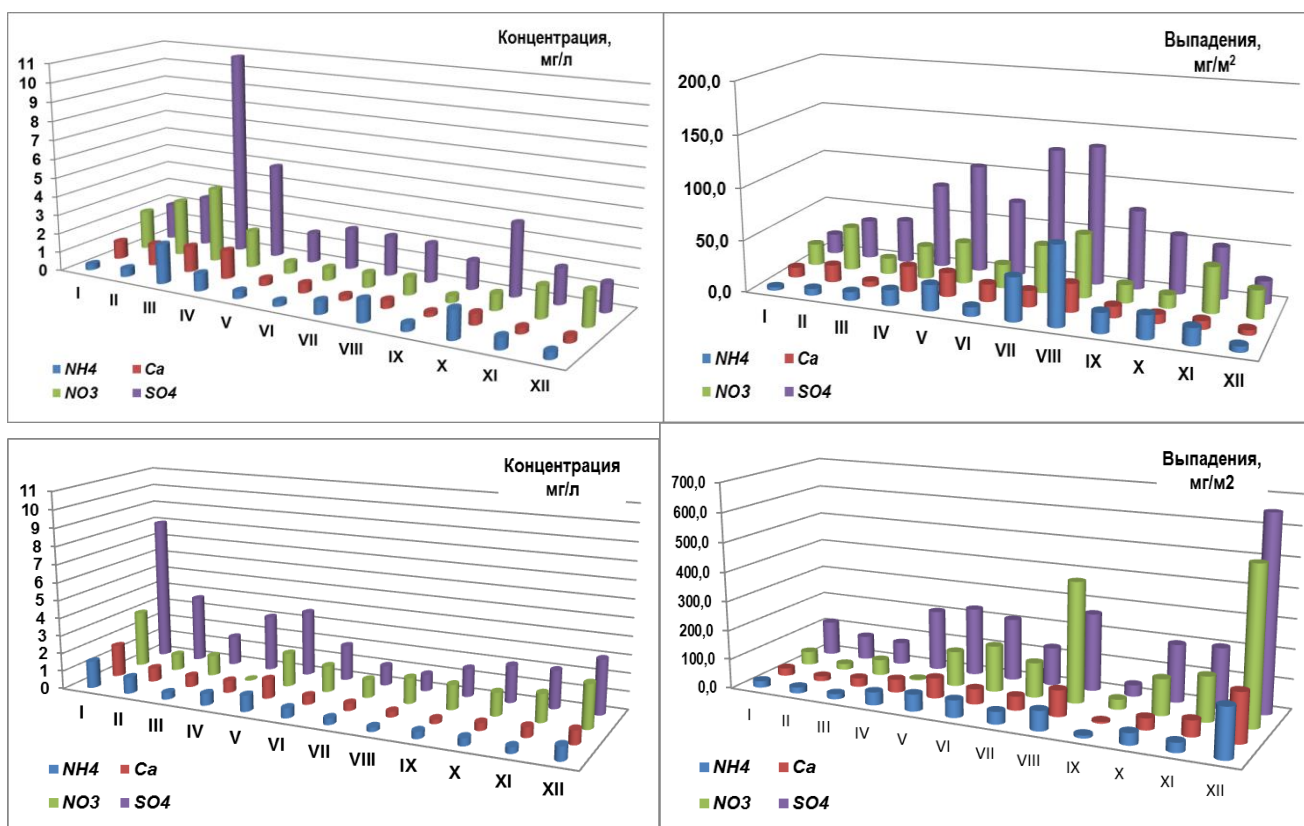 Концентрация,
мг/л
11
10
9
8
7
6
5
4
3
2
1
0
I
II
III
IV
V
VI
VII
VIII
IX
X
XI
XII
NH4 Ca
NO3 SO4
Выпадения,
мг/м²
200,0
150,0
100,0
50,0
0,0
I
II
III
IV
V
VI
VII
VIII
IX
X
XI
XII
NH4 Ca
NO3 SO4
Концентрация
мг/л
11
10
9
8
7
6
5
4
3
2
1
0
I
II
III
IV
V
VI
VII
VIII
IX
X
XI
XII
NH4 Ca
NO3 SO4
Выпадения,
мг/м2
700,0
600,0
500,0
400,0
300,0
200,0
100,0
0,0
I
II
III
IV
V
VI
VII
VIII
IX
X
XI
XII
NH4 Ca
NO3 SO4